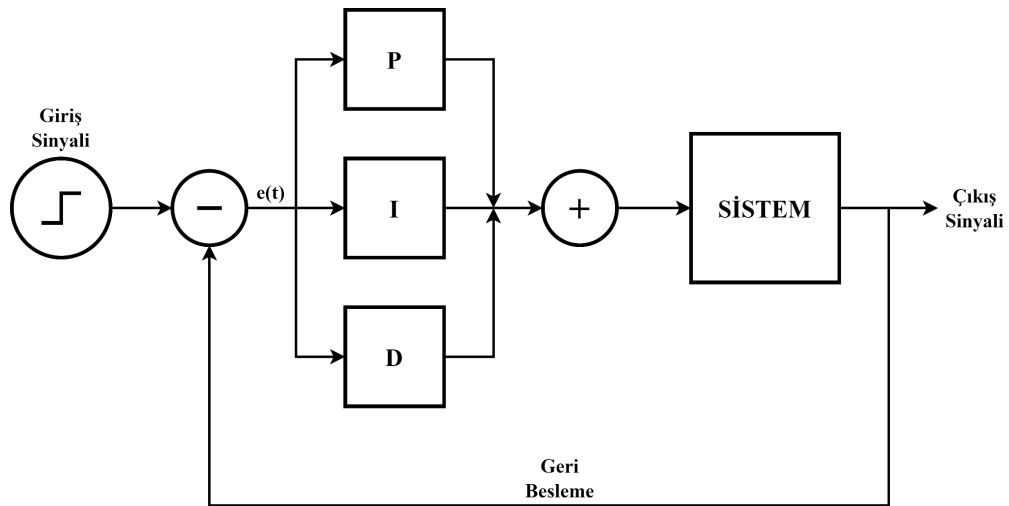 Giriş
Sinyali
−
e(t)
P
I
D
+
SİSTEM
Çıkış
Sinyali
Geri
Besleme